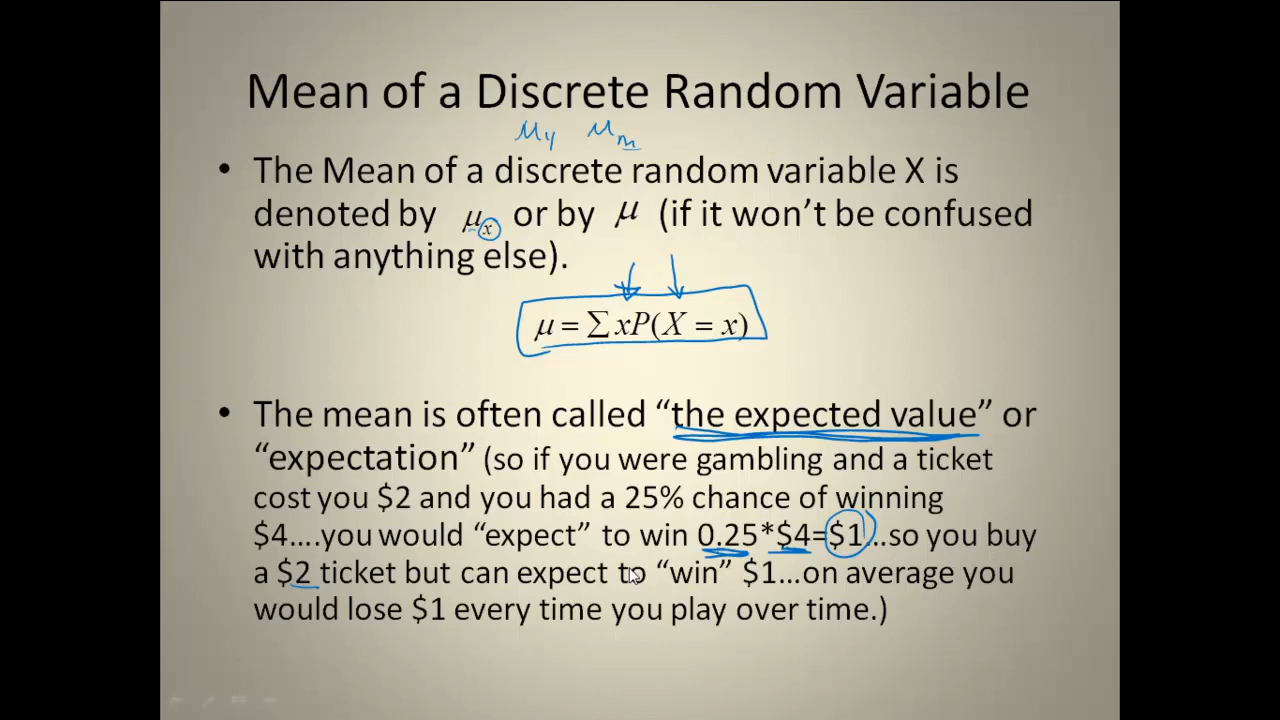 Mean of a Discrete Random Variable
μy μm
• The Mean of a discrete random variable X is
denoted by μx or by μ (if it won’t be confused
with anything else).
μ = ∑ xP(X = x)
• The mean is often called “the expected value” or
“expectation” (so if you were gambling and a ticket
cost you $2 and you had a 25% chance of winning
$4….you would “expect” to win 0.25*$4=$1…so you buy
a $2 ticket but can expect to “win” $1…on average you
would lose $1 every time you play over time.)